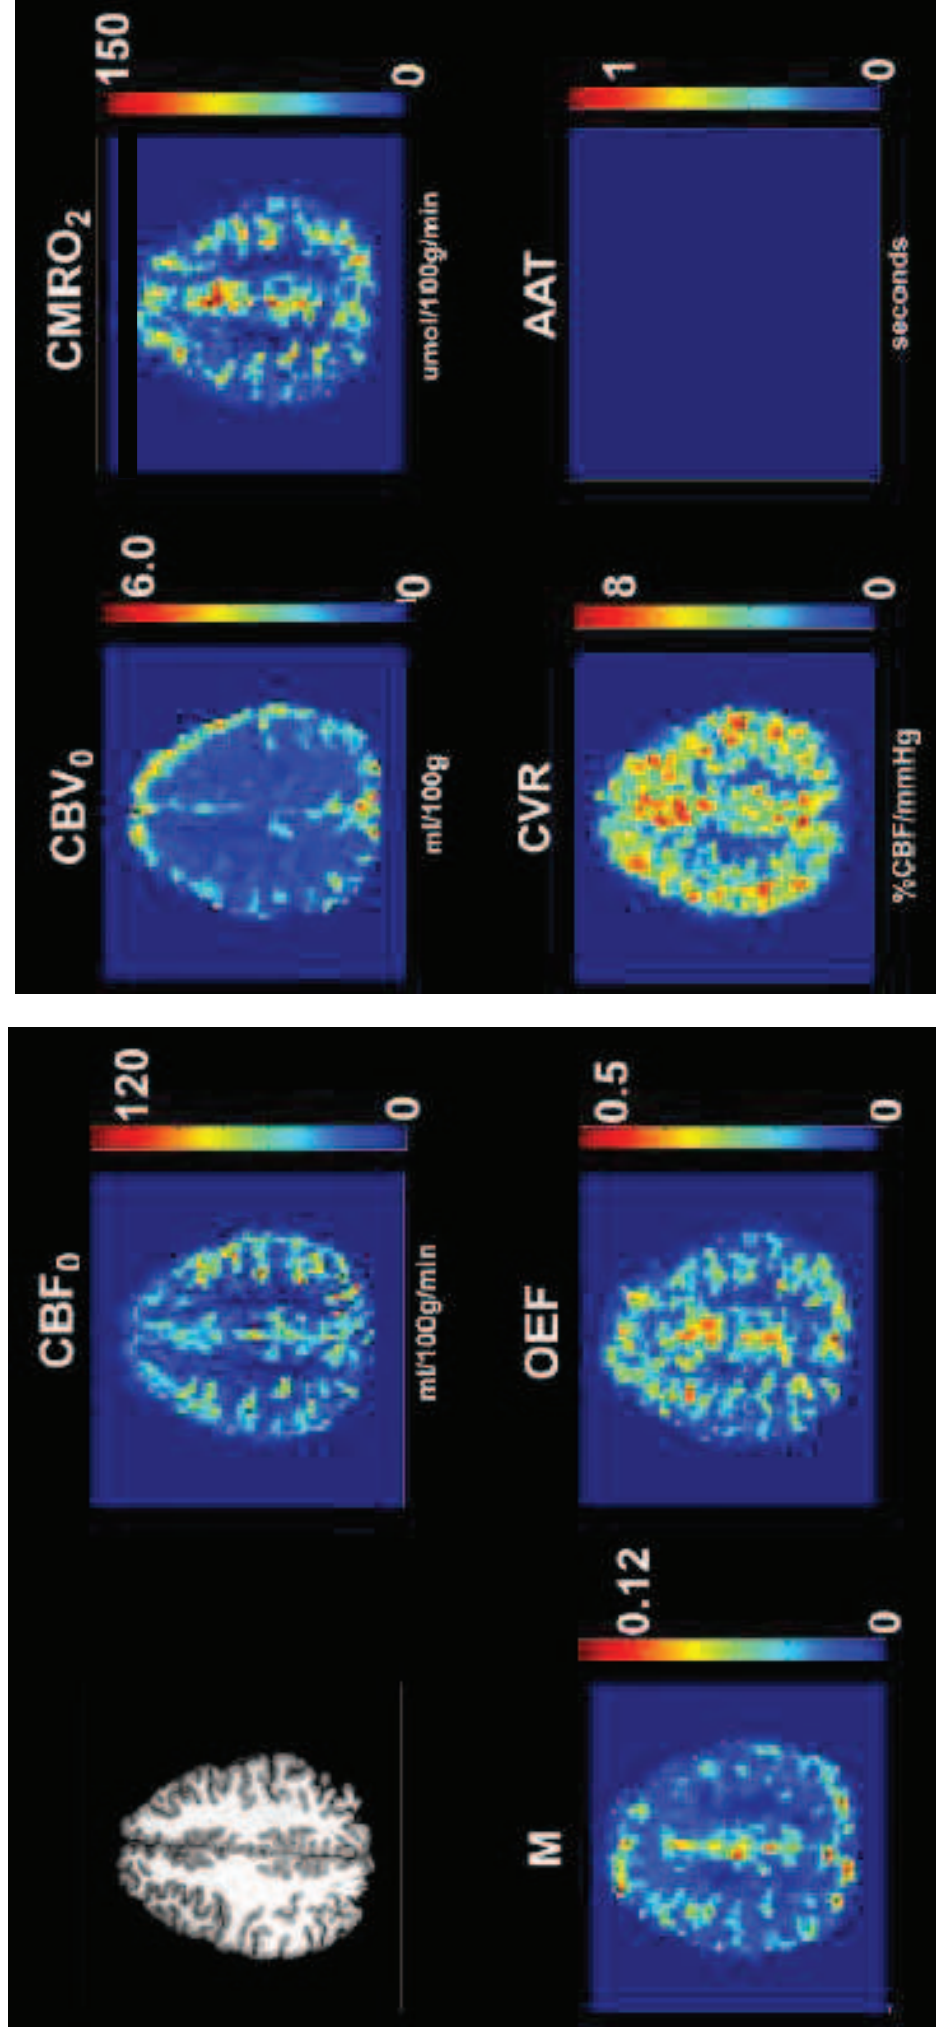 CBF0
120
0
ml/100g/min
CBV0
6.0
0
ml/100g
CMRO2
150
0
umol/100g/min
M
0.12
0
OEF
0.5
0
CVR
8
0
%CBF/mmHg
AAT
1
0
seconds